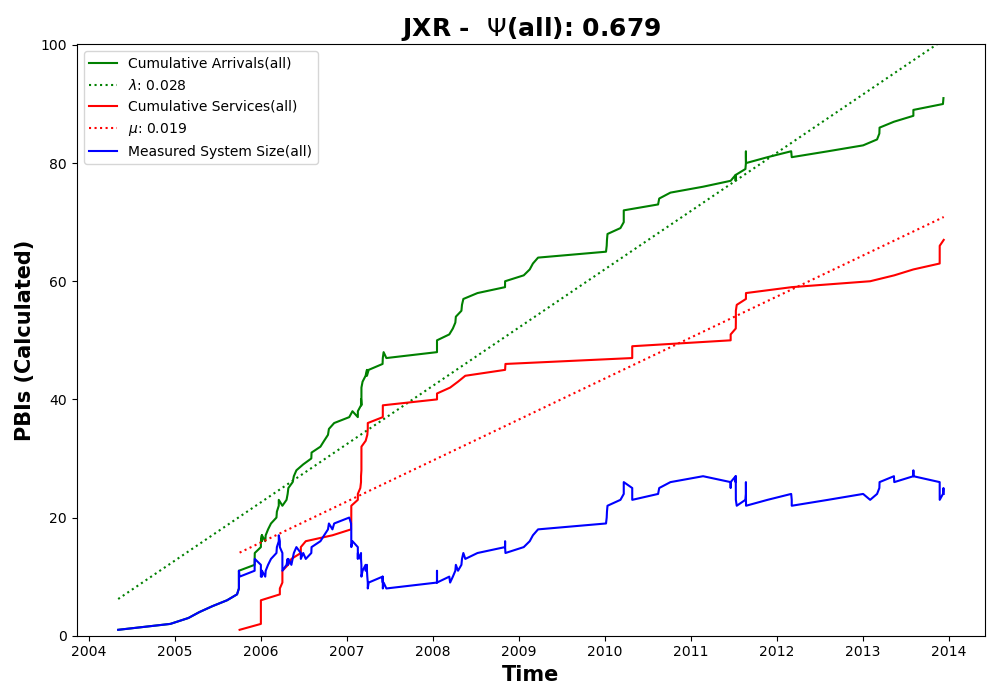 JXR - Ψ(all): 0.679
Cumulative Arrivals(all)
λ: 0.028
Cumulative Services(all)
μ: 0.019
Measured System Size(all)
PBIs (Calculated)
100
80
60
40
20
0
2004 2005 2006 2007 2008 2009 2010 2011 2012 2013 2014
Time